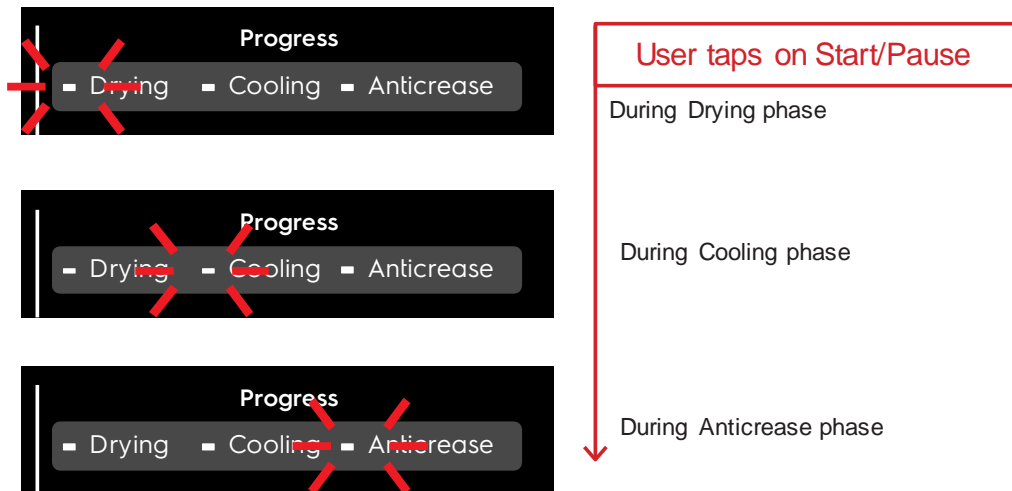 Progress
Drying Cooling Anticrease
User taps on Start/Pause
During Drying phase
Progress
Drying Cooling Anticrease
During Cooling phase
Progress
Drying Cooling Anticrease
During Anticrease phase